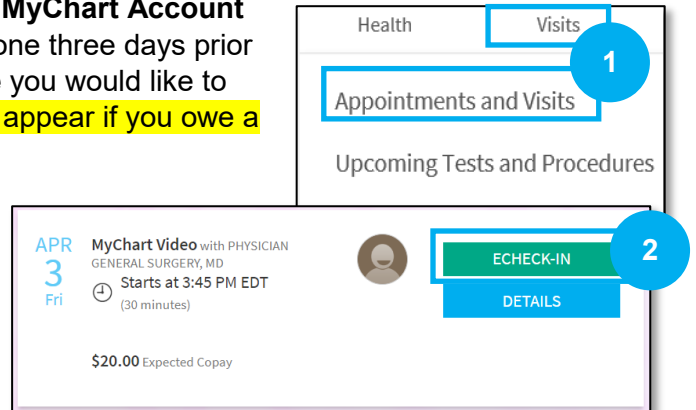 MyChart Account
one three days prior
you would like to
appear if you owe a
Health
Visits
1
Appointments and Visits
Upcoming Tests and Procedures
APR
3
Fri
MyChart Video with PHYSICIAN
GENERAL SURGERY, MD
Starts at 3:45 PM EDT
(30 minutes)
$20.00 Expected Copay
ECHECK-IN
2
DETAILS